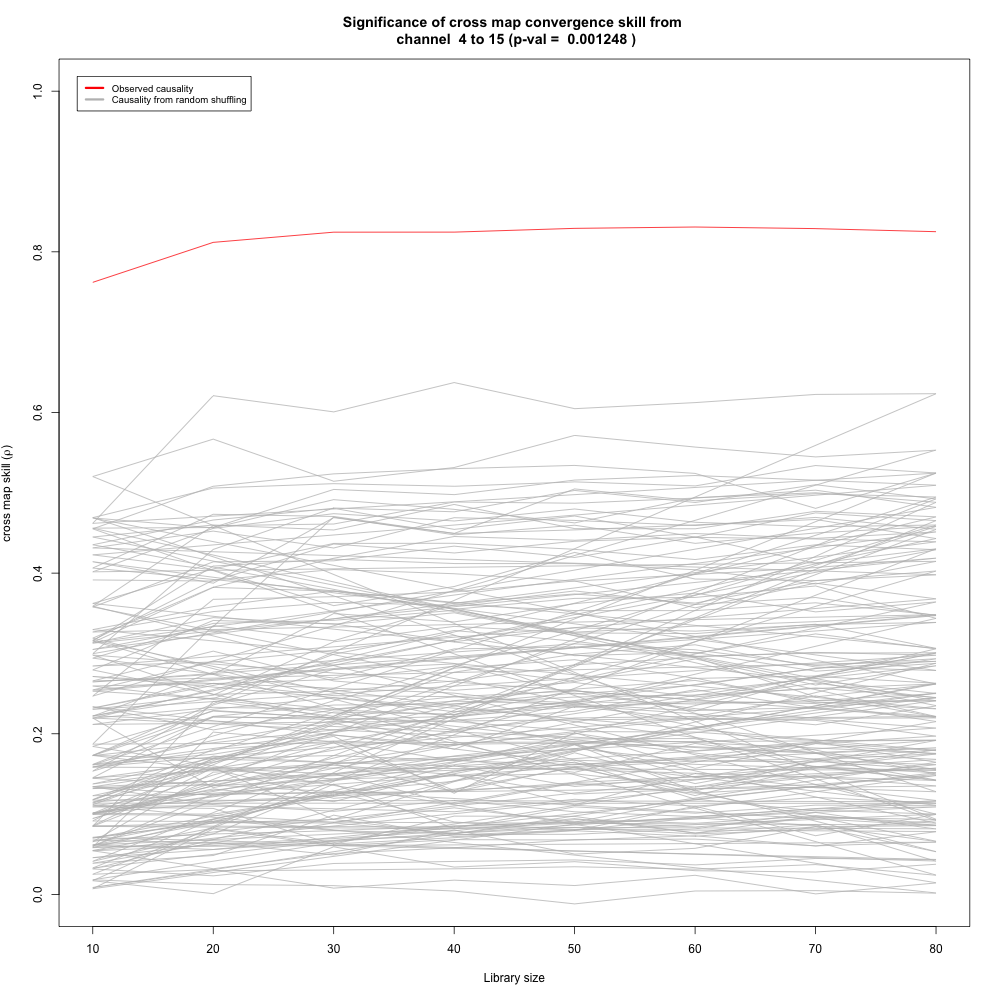 Significance of cross map convergence skill from
channel  4 to 15 (p-val =  0.001248 )
Observed causality
Causality from random shuffling
cross map skill (ρ)
1.0
0.8
0.6
0.4
0.2
0.0
10 20 30 40 50 60 70 80
Library size